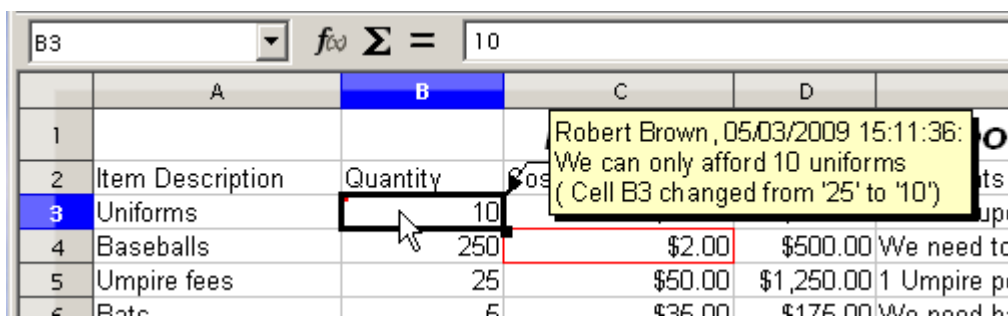 B3 f(x) Σ = 10
A B C D
1
Robert Brown, 05/03/2009 15:11:36:
We can only afford 10 uniforms
( Cell B3 changed from '25' to '10')
2 Item Description Quantity
3 Uniforms 10
4 Baseballs 250 $2.00 $500.00 We need
5 Umpire fees 25 $50.00 $1,250.00 1 Umpire
6 Bats 5 $35.00 $175.00 We need